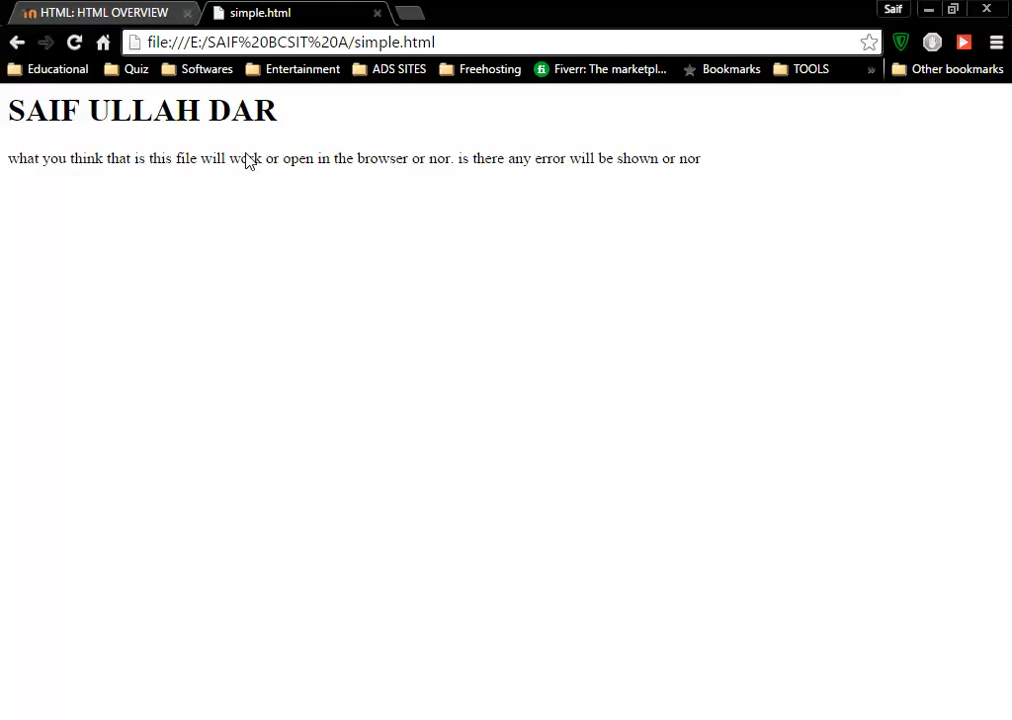 HTML: HTML OVERVIEW simple.html Saif
file:///E:/SAIF%20BCSIT%20A/simple.html
Educational Quiz Softwares Entertainment ADS SITES Freehosting Fiverr: The marketpl... Bookmarks TOOLS » Other bookmarks
SAIF ULLAH DAR
what you think that is this file will work or open in the browser or nor. is there any error will be shown or nor